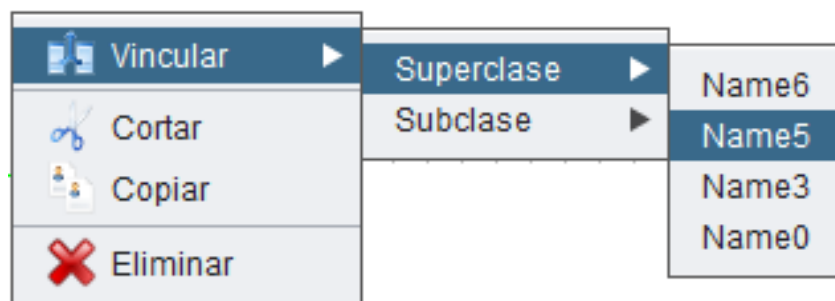 Vincular
Cortar
Copiar
Eliminar
Superclase
Subclase
Name6
Name5
Name3
Name0